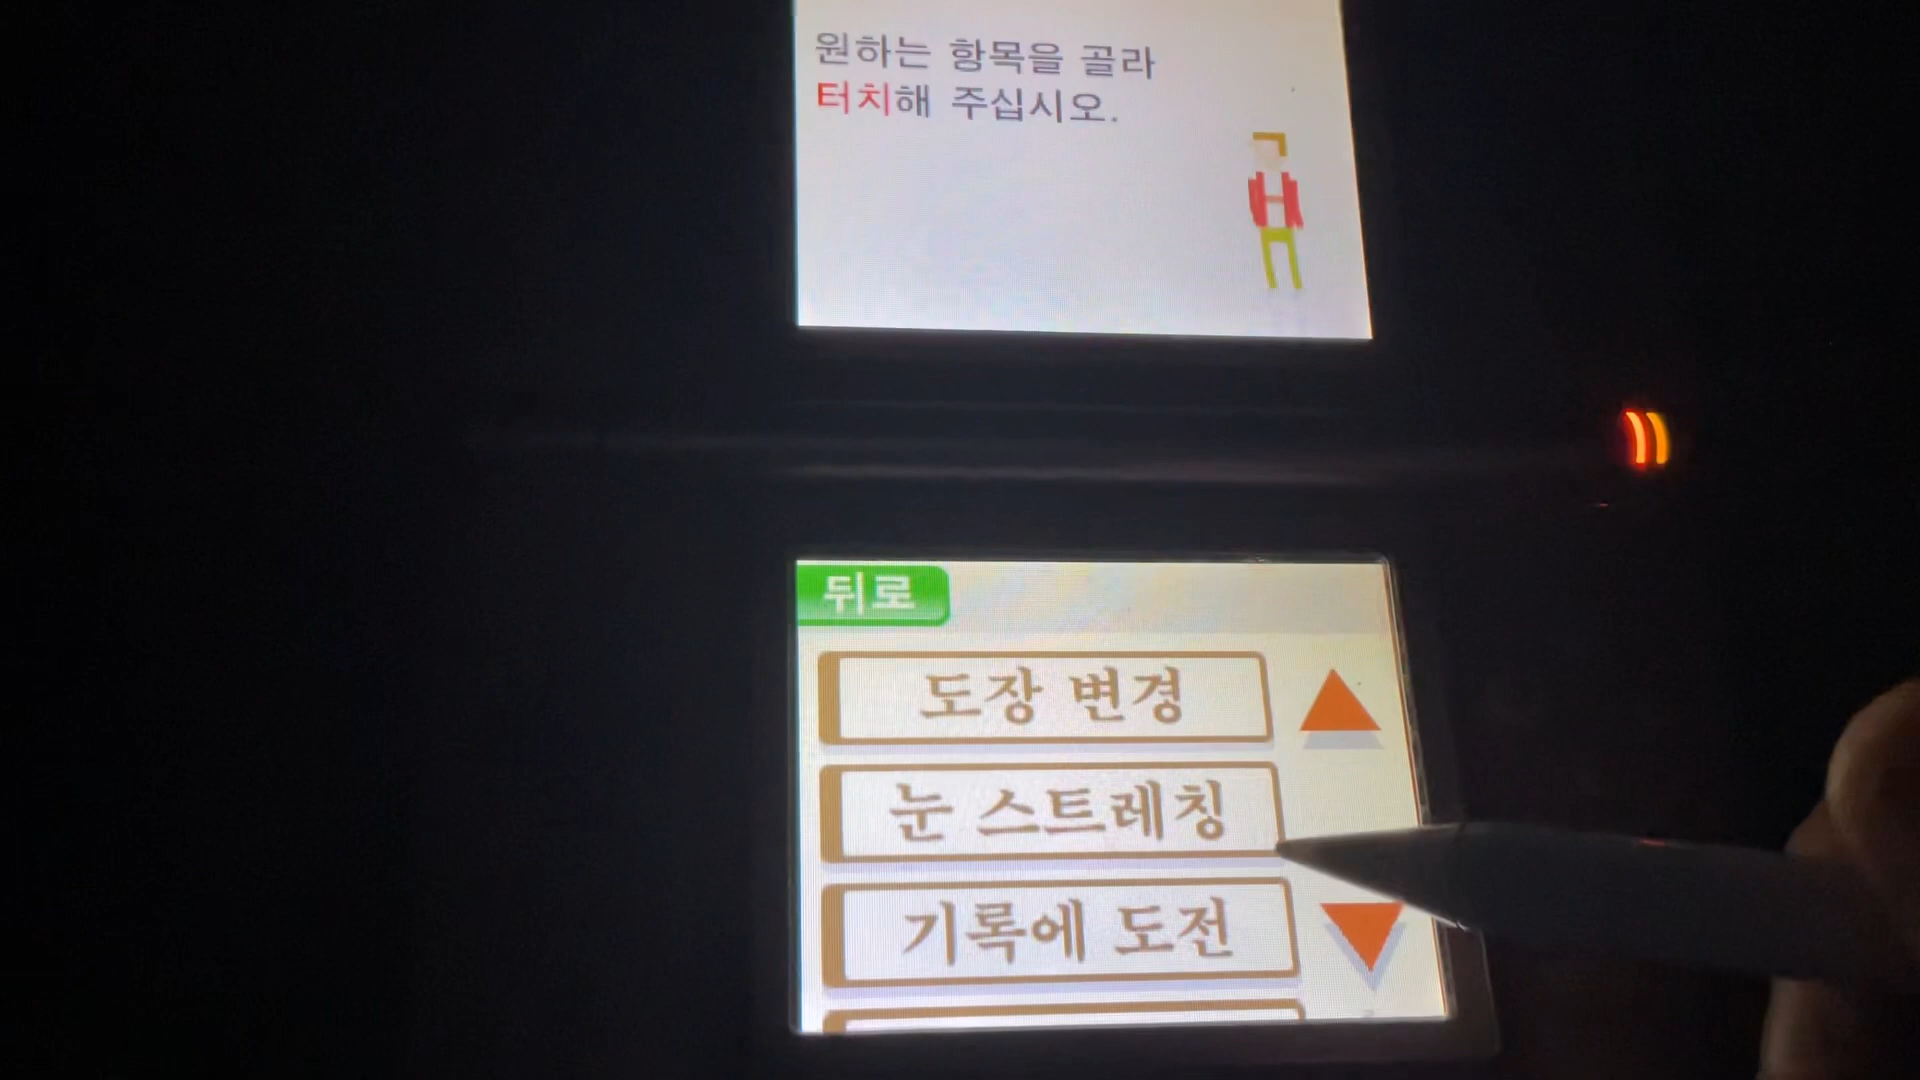 원하는 항목을 골라
터치해 주십시오.
뒤로
도장 변경
눈 스트레칭
기록에 도전